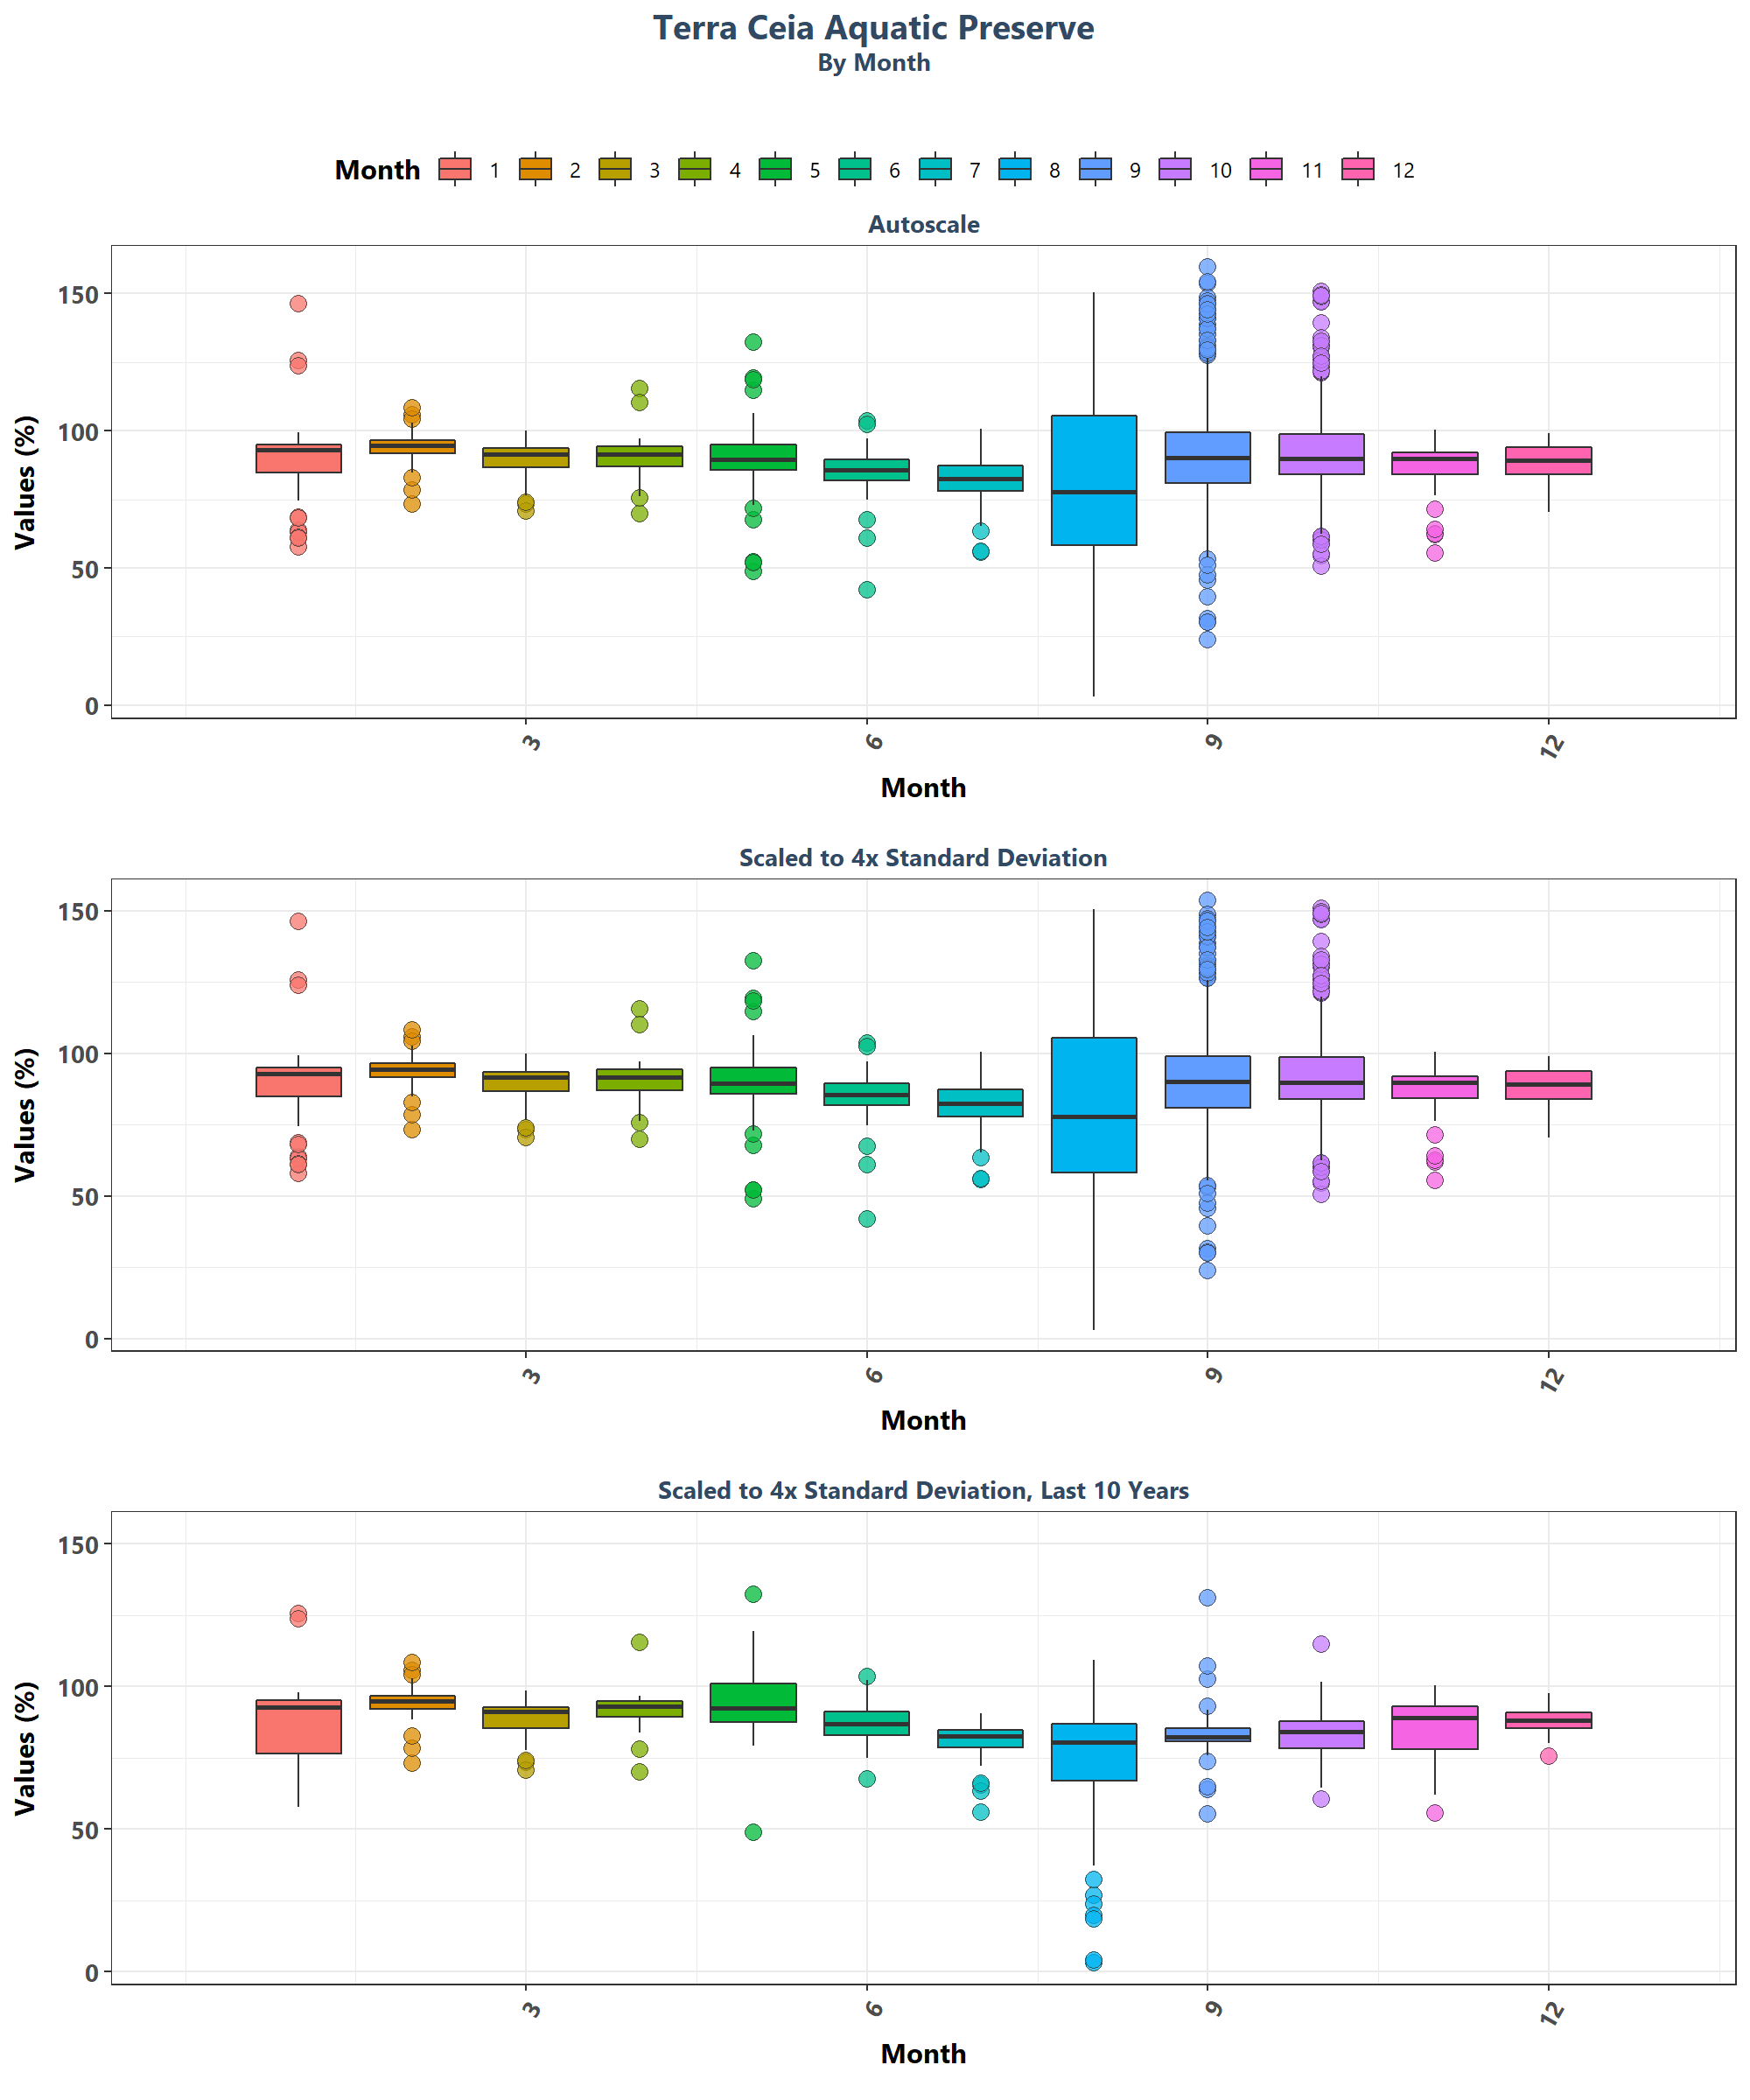 Terra Ceia Aquatic Preserve
By Month
Month 1 2 3 4 5 6 7 8 9 10 11 12
Autoscale
Values (%)
150
100
50
0
3 6 9 12
Month
Scaled to 4x Standard Deviation
Values (%)
150
100
50
0
3 6 9 12
Month
Scaled to 4x Standard Deviation, Last 10 Years
Values (%)
150
100
50
0
3 6 9 12
Month